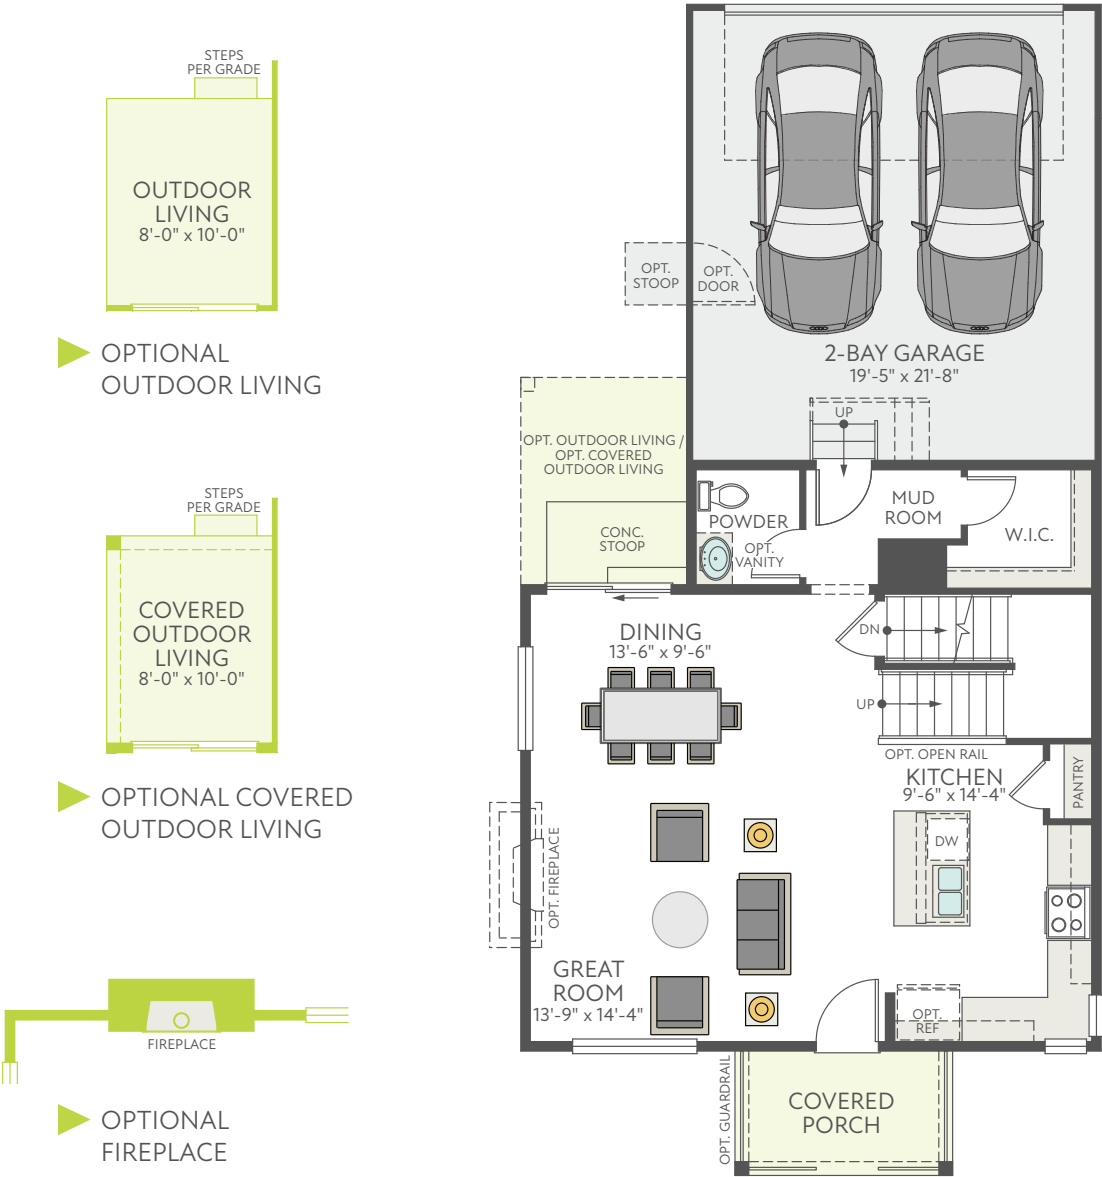 STEPS
PER GRADE
OUTDOOR
LIVING
8'-0" x 10'-0"
OPTIONAL
OUTDOOR LIVING
STEPS
PER GRADE
COVERED
OUTDOOR
LIVING
8'-0" x 10'-0"
OPTIONAL COVERED
OUTDOOR LIVING
FIREPLACE
OPTIONAL
FIREPLACE
OPT.
STOOP
OPT.
DOOR
2-BAY GARAGE
19'-5" x 21'-8"
UP
OPT. OUTDOOR LIVING /
OPT. COVERED
OUTDOOR LIVING
CONC.
STOOP
POWDER
OPT.
VANITY
MUD
ROOM
W.I.C.
DINING
13'-6" x 9'-6"
DN
UP
OPT. OPEN RAIL
KITCHEN
9'-6" x 14'-4"
PANTRY
DW
OPT. FIREPLACE
GREAT
ROOM
13'-9" x 14'-4"
OPT.
REF
OPT. GUARDRAIL
COVERED
PORCH